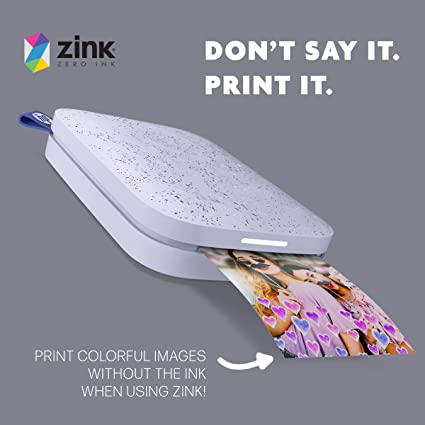 ZINK
ZERO INK
DON'T SAY IT.
PRINT IT.
PRINT COLORFUL IMAGES
WITHOUT THE INK
WHEN USING ZINK!